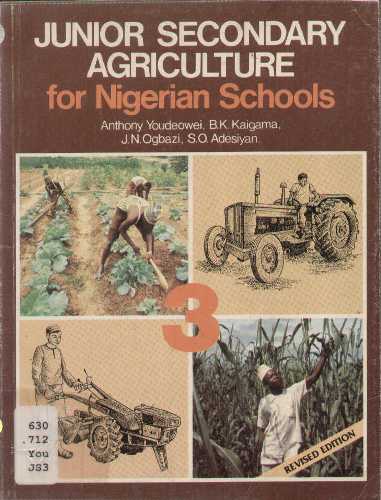 JUNIOR SECONDARY
AGRICULTURE
for Nigerian Schools
Anthony Youdeowei, B.K. Kaigama,
J.N. Ogbazi, S.O. Adesiyan.
3
REVISED EDITION
630
.712
You
JS3